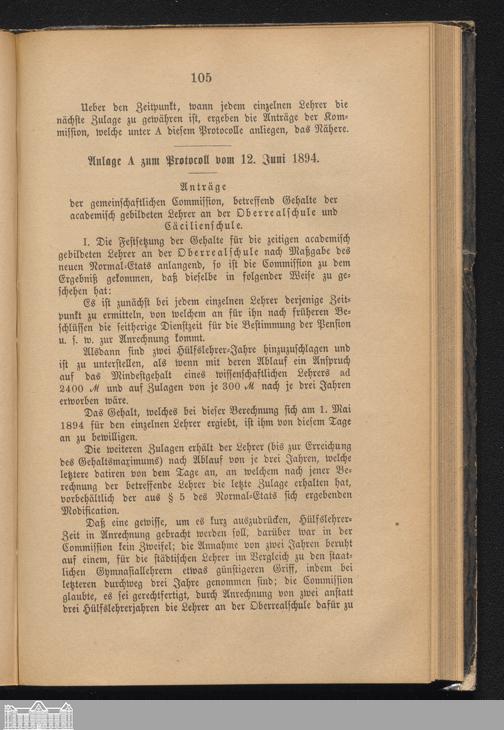 105
Ueber den Zeitpunkt, wann jedem einzelnen Lehrer die
nächste Zulage zu gewähren ist, ergeben die Anträge der Kom-
mission, welche unter A diesem Protocolle anliegen, das Nähere.
Anlage A zum Protocoll vom 12. Juni 1894.
Anträge
der gemeinschaftlichen Commission, betreffend Gehalte der
academisch gebildeten Lehrer an der Oberrealschule und
Cäcilienschule.
I. Die Festsetzung der Gehalte für die zeitigen academisch
gebildeten Lehrer an der Oberrealschule nach Maßgabe des
neuen Normal-Etats anlangend, so ist die Commission zu dem
Ergebniß gekommen, daß dieselbe in folgender Weise zu ge-
schehen hat:
Es ist zunächst bei jedem einzelnen Lehrer derjenige Zeit-
punkt zu ermitteln, von welchem an für ihn nach früheren Be-
schlüssen die seitherige Dienstzeit für die Bestimmung der Pension
u. s. w. zur Anrechnung kommt.
Alsdann sind zwei Hülfslehrer-Jahre hinzuzuschlagen und
ist zu unterstellen, als wenn mit deren Ablauf ein Anspruch
auf das Mindestgehalt eines wissenschaftlichen Lehrers ad
2400 M und auf Zulagen von je 300 M nach je drei Jahren
erworben wäre.
Das Gehalt, welches bei dieser Berechnung sich am 1. Mai
1894 für den einzelnen Lehrer ergiebt, ist ihm von diesem Tage
an zu bewilligen.
Die weiteren Zulagen erhält der Lehrer (bis zur Erreichung
des Gehaltsmaximums) nach Ablauf von je drei Jahren, welche
letztere datiren von dem Tage an, an welchem nach jener Be-
rechnung der betreffende Lehrer die letzte Zulage erhalten hat,
vorbehältlich der aus § 5 des Normal-Etats sich ergebenden
Modification.
Daß eine gewisse, um es kurz auszudrücken, Hülfslehrer-
Zeit in Anrechnung gebracht werden soll, darüber war in der
Commission kein Zweifel; die Annahme von zwei Jahren beruht
auf einem, für die städtischen Lehrer im Vergleich zu den staat-
lichen Gymnasiallehrern etwas günstigeren Griff, indem bei
letzteren durchweg drei Jahre genommen sind; die Commission
glaubte, es sei gerechtfertigt, durch Anrechnung von zwei anstatt
drei Hülfslehrerjahren die Lehrer an der Oberrealschule dafür zu